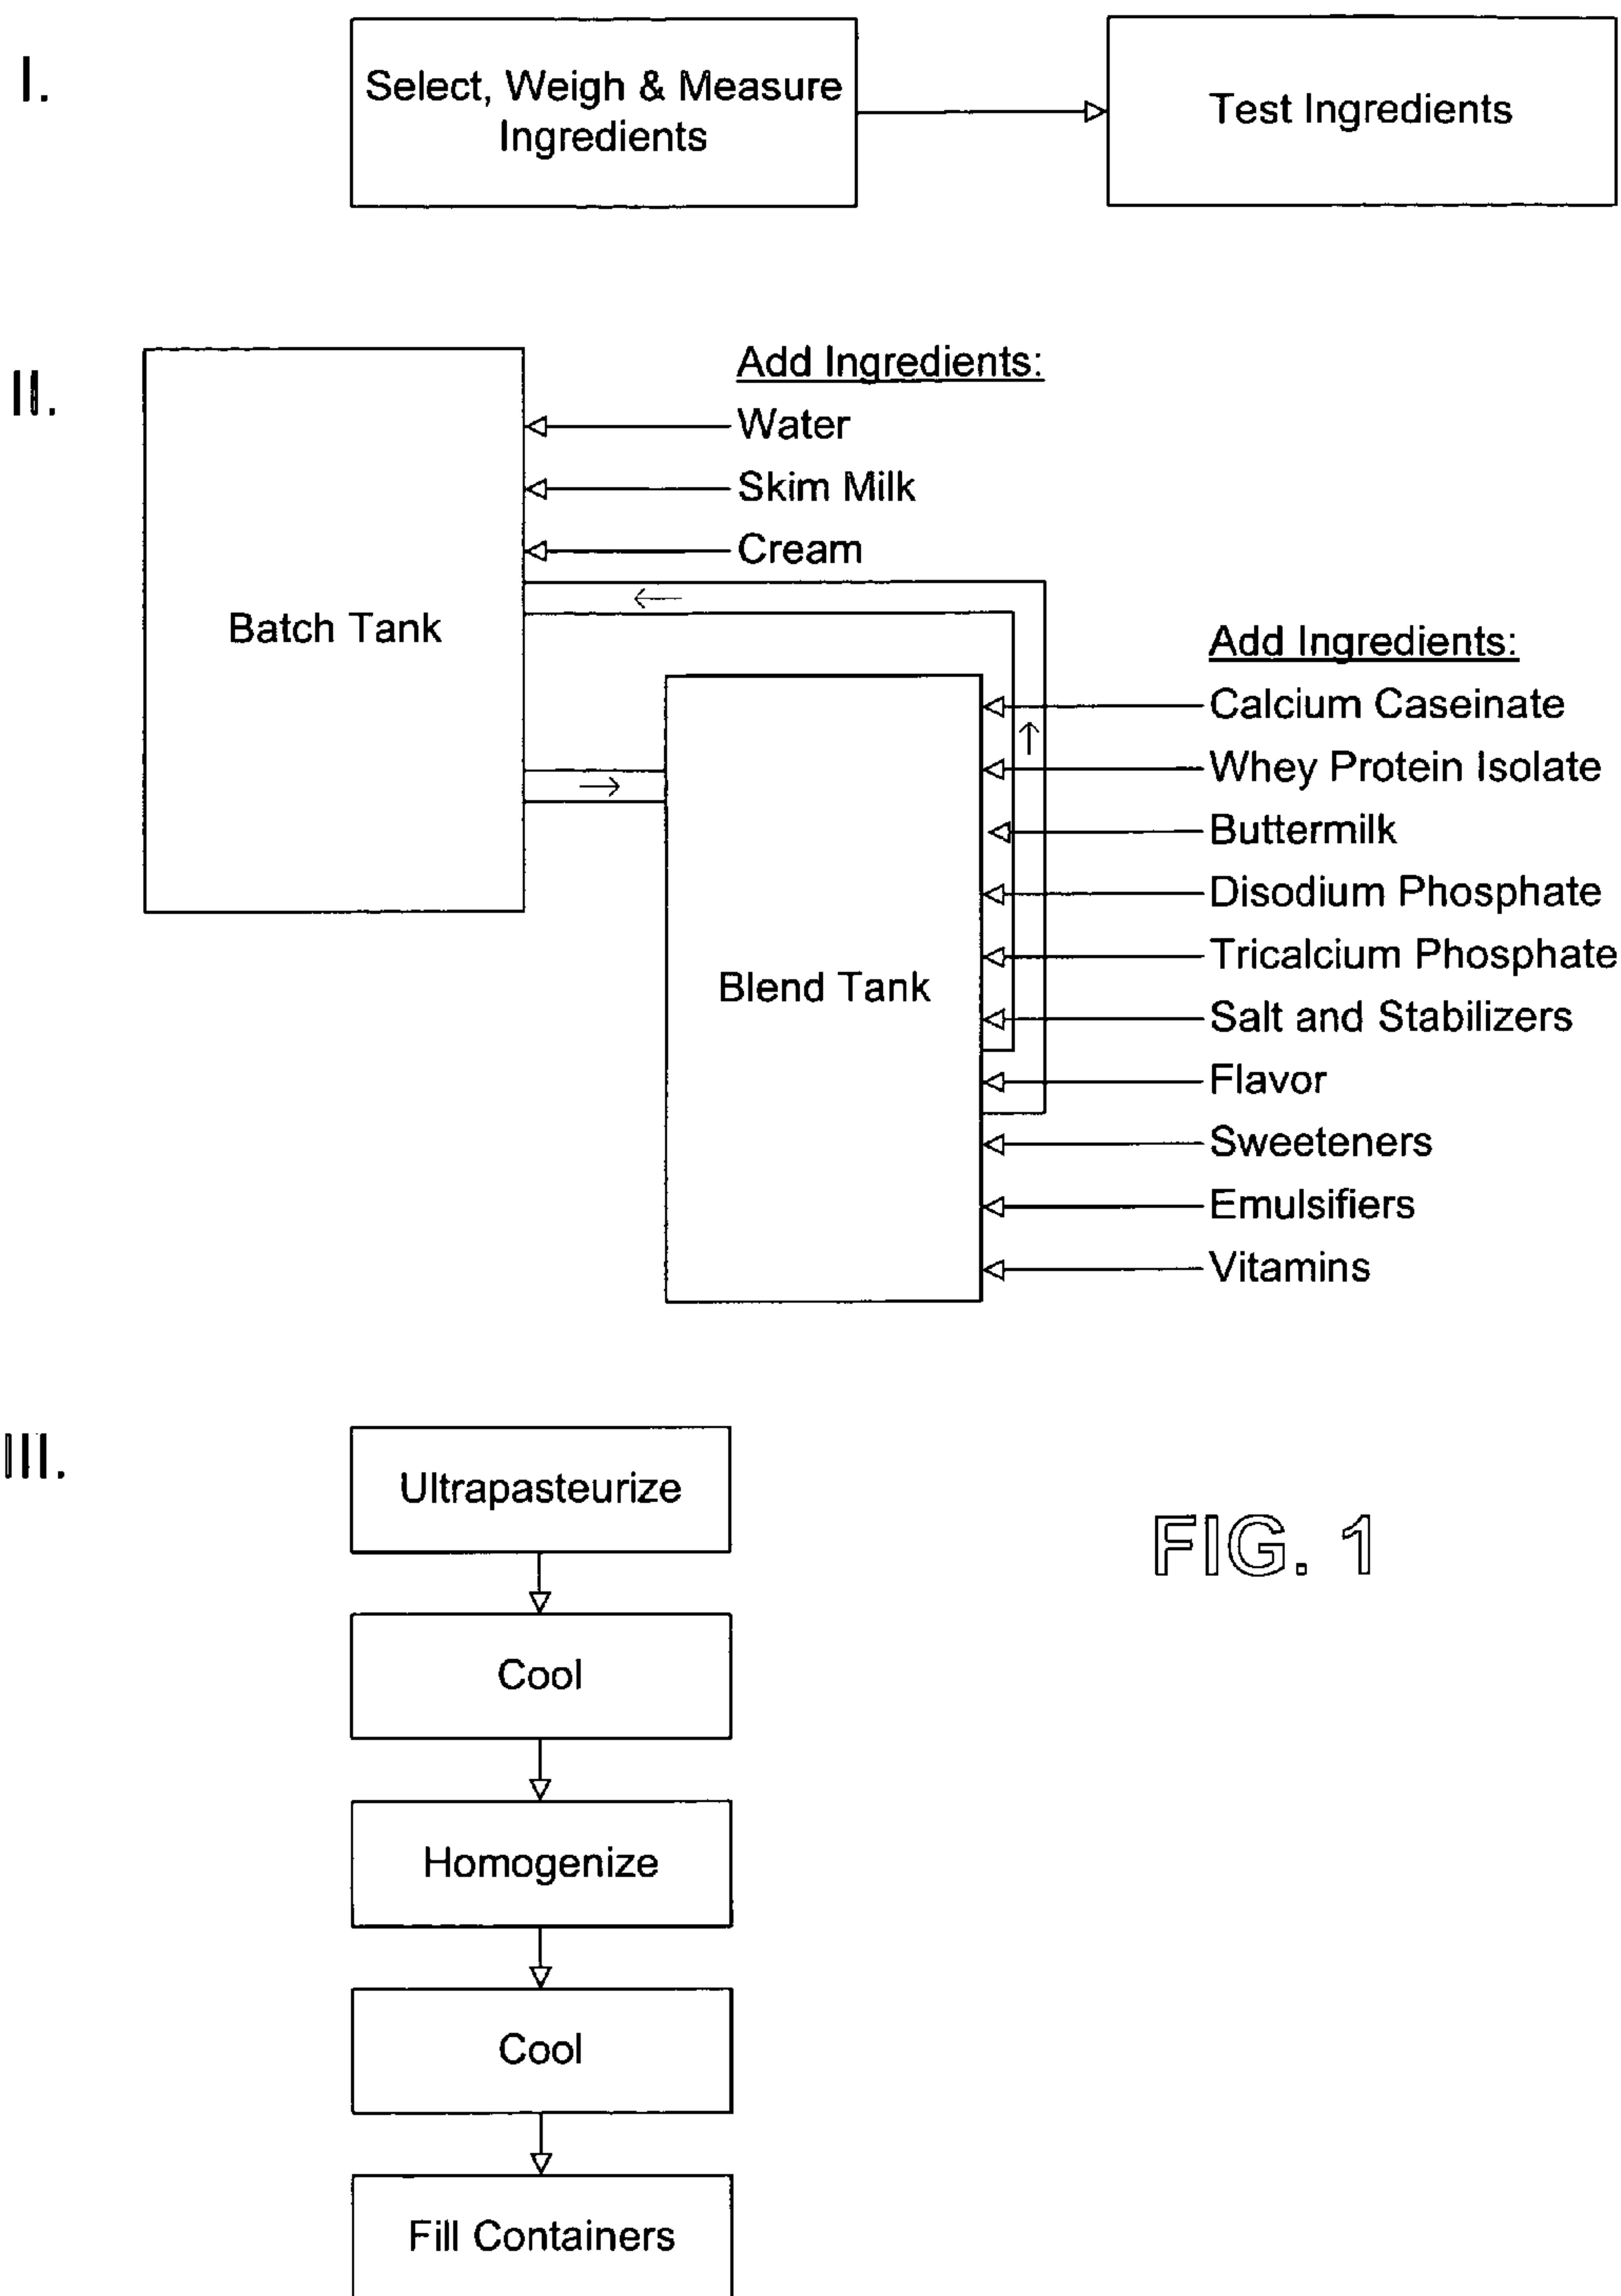 I.
Select, Weigh & Measure
Ingredients
Test Ingredients
II.
Add Ingredients:
Water
Skim Milk
Cream
Batch Tank
Add Ingredients:
Calcium Caseinate
Whey Protein Isolate
Buttermilk
Disodium Phosphate
Tricalcium Phosphate
Salt and Stabilizers
Flavor
Sweeteners
Emulsifiers
Vitamins
Blend Tank
III.
Ultrapasteurize
Cool
Homogenize
Cool
Fill Containers
FIG. 1